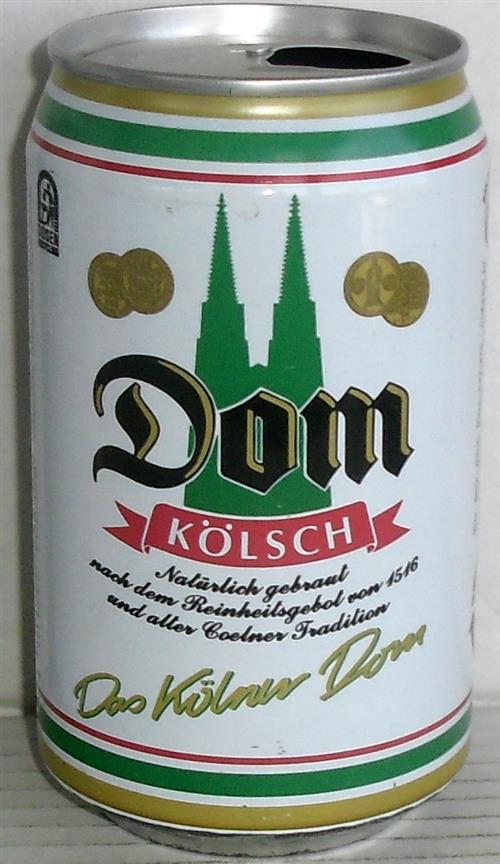 Dom
KÖLSCH
Natürlich gebraut
nach dem Reinheitsgebot von 1516
und alter Coelner Tradition
Das Kölner Dom